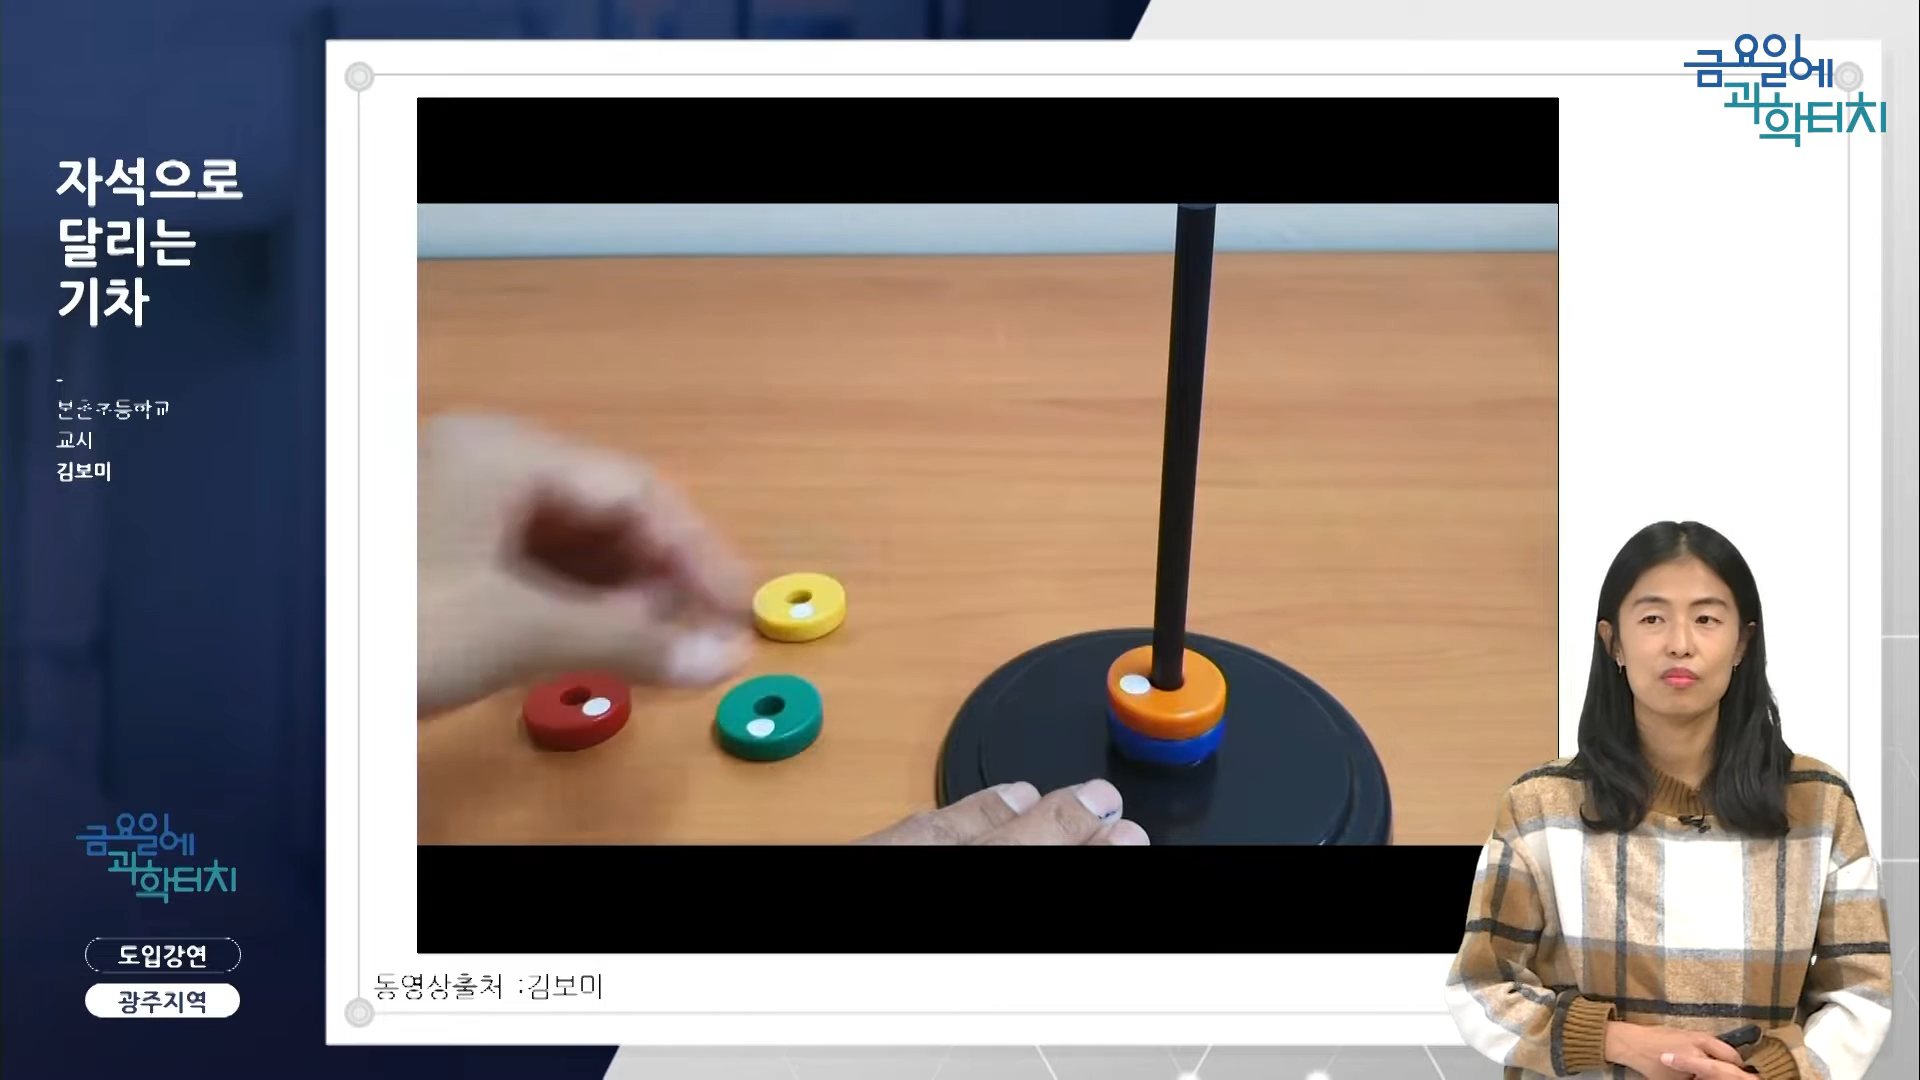 자석으로
달리는
기차
-
본촌초등학교
교사
김보미
금요일에
과학터치
도입강연
광주지역
금요일에
과학터치
동영상출처 :김보미